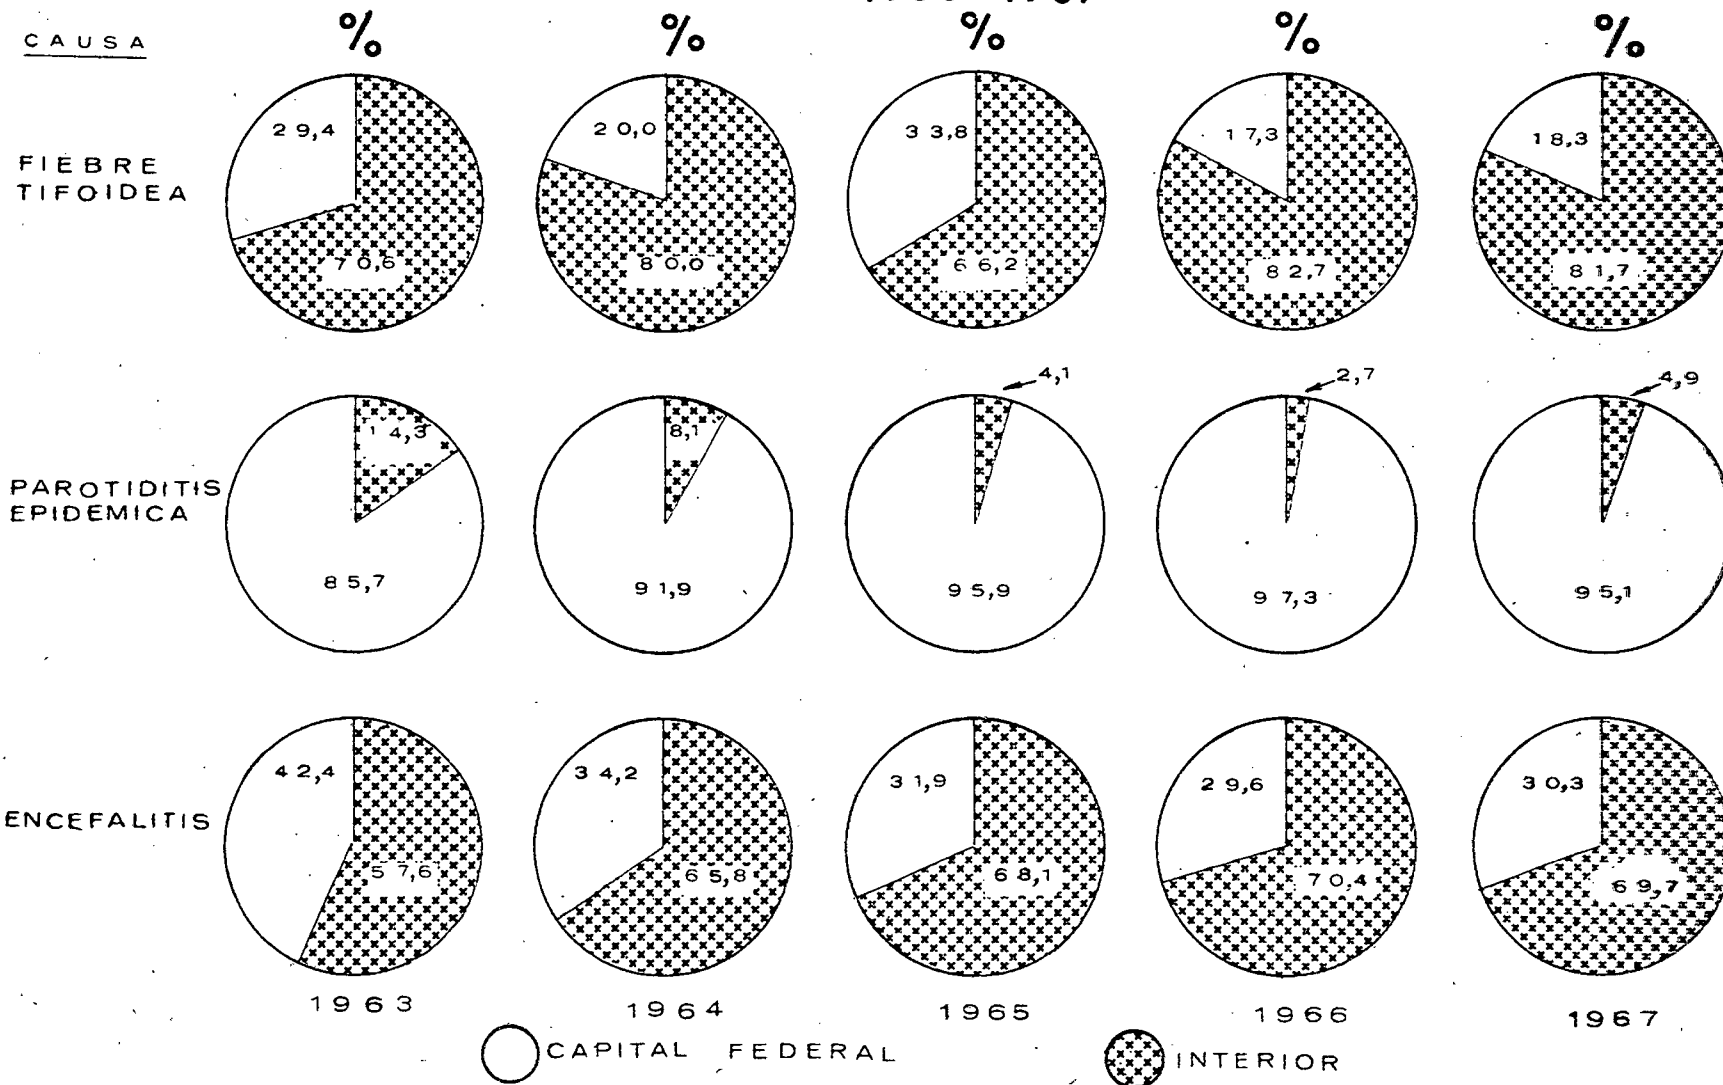 CAUSA
% % % % %
FIEBRE
TIFOIDEA
29,4 20,0 33,8 17,3 18,3
70,6 80,0 66,2 82,7 81,7
PAROTIDITIS
EPIDEMICA
14,3 8,1 4,1 2,7 4,9
85,7 91,9 95,9 97,3 95,1
ENCEFALITIS
42,4 34,2 31,9 29,6 30,3
57,6 65,8 68,1 70,4 69,7
1963 1964 1965 1966 1967
CAPITAL FEDERAL INTERIOR